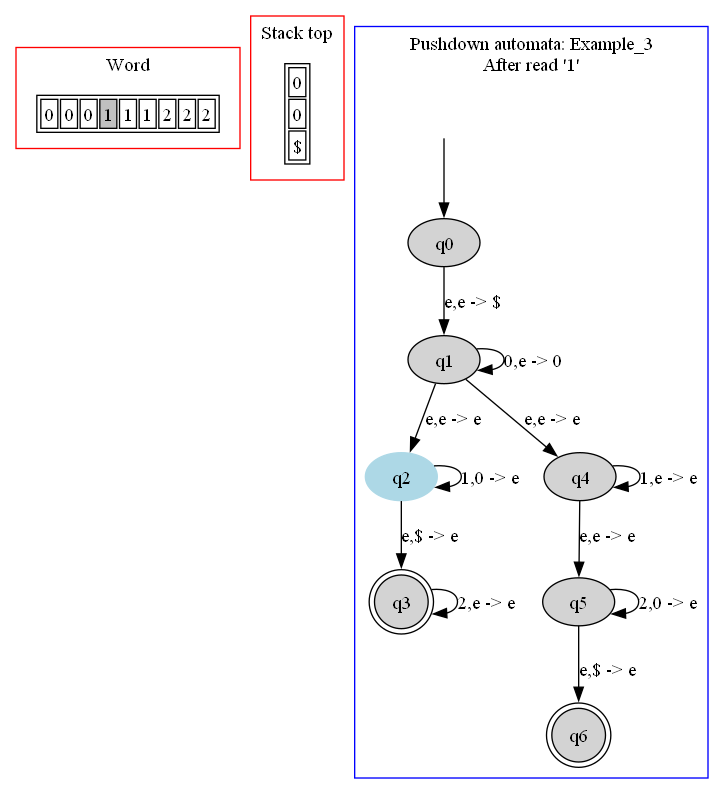 Word
0 0 0 1 1 1 2 2 2
Stack top
0
0
$
Pushdown automata: Example_3
After read '1'
q0
e,e -> $
q1
0,e -> 0
e,e -> e
e,e -> e
q2
1,0 -> e
q4
1,e -> e
e,$ -> e
e,e -> e
q3
2,e -> e
q5
2,0 -> e
e,$ -> e
q6